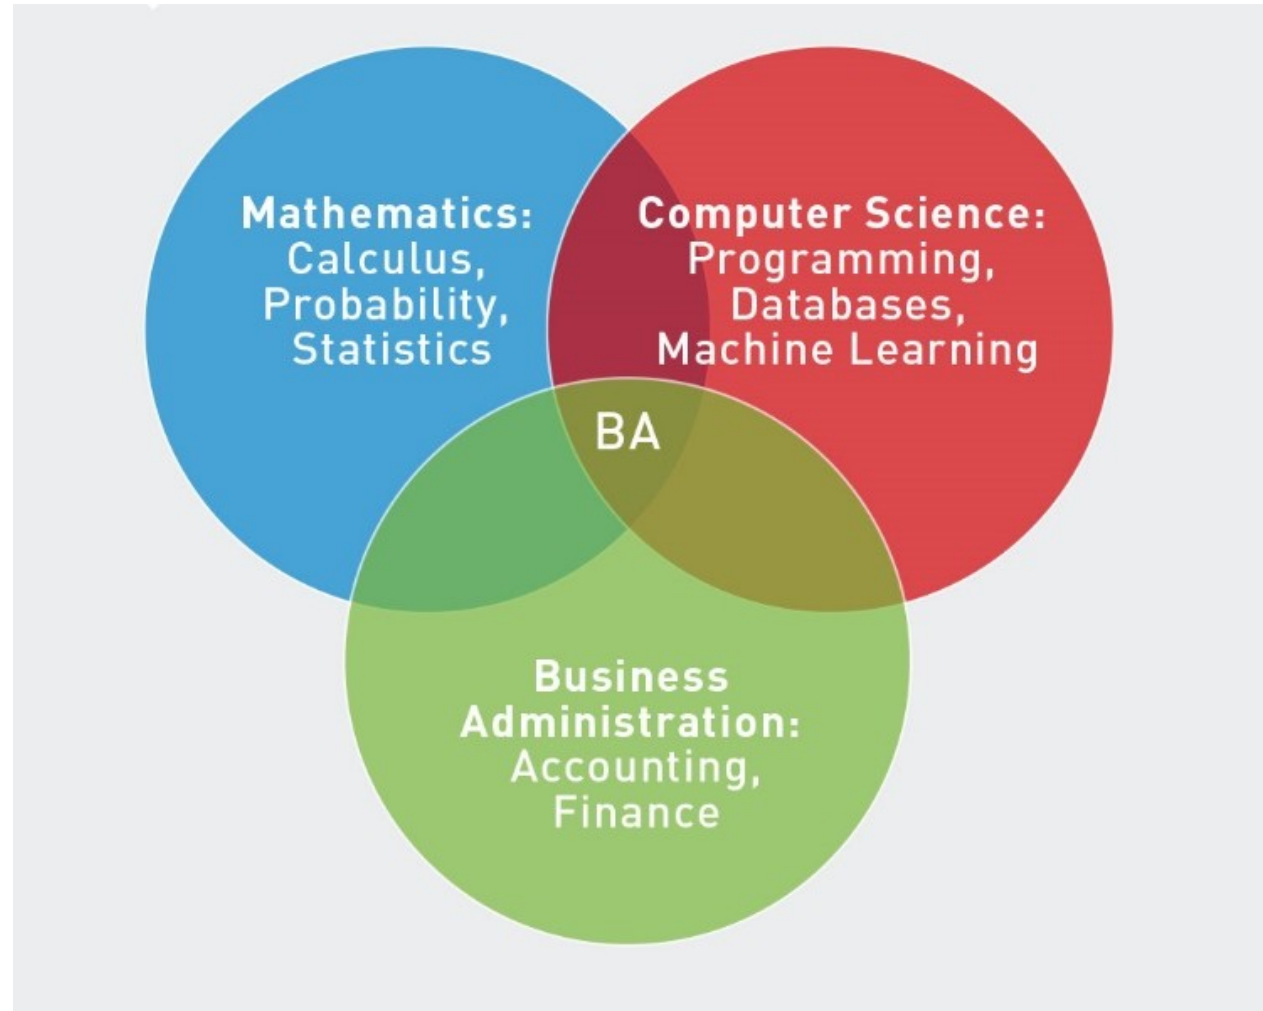 Mathematics:
Calculus,
Probability,
Statistics
Computer Science:
Programming,
Databases,
Machine Learning
BA
Business
Administration:
Accounting,
Finance